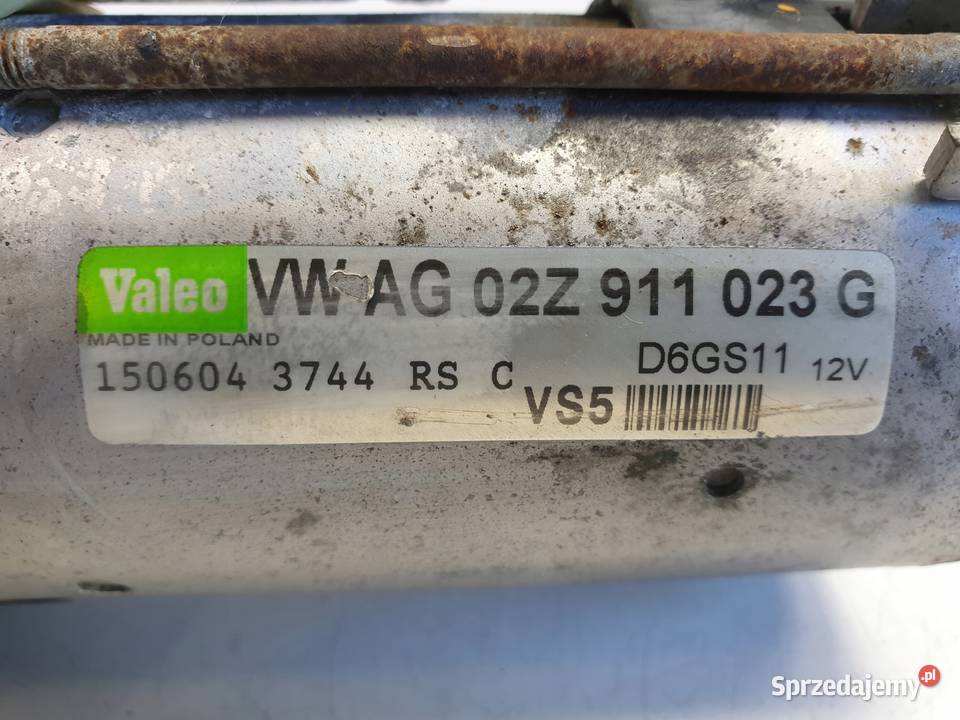 Valeo VW AG 02Z 911 023 G
MADE IN POLAND
D6GS11 12V
150604 3744 RS C
VS5
Sprzedajemy.pl